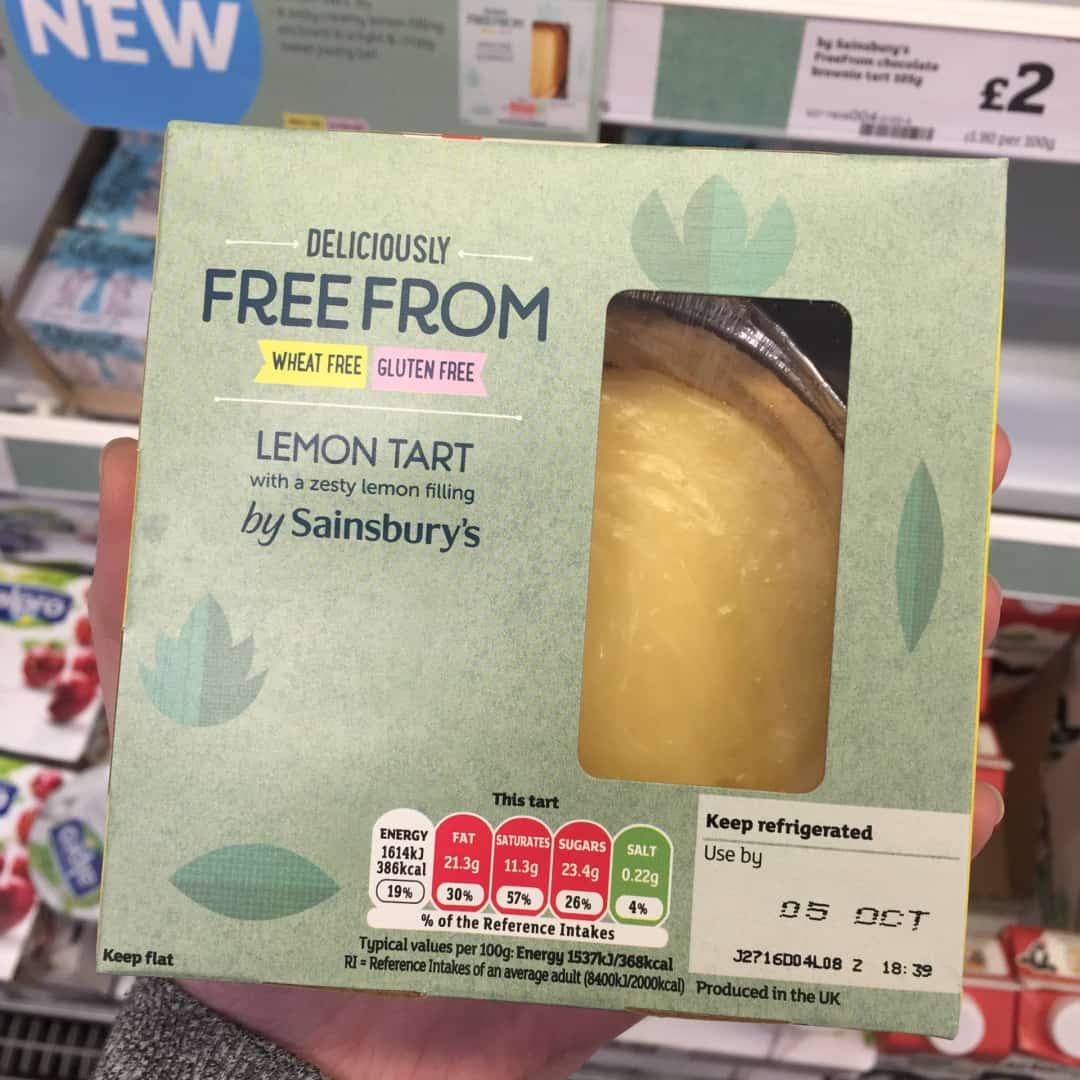 NEW
FREE FROM
by Sainsbury's
FreeFrom chocolate
brownie tart 105g
£2
£1.90 per 100g
DELICIOUSLY
FREE FROM
WHEAT FREE GLUTEN FREE
LEMON TART
with a zesty lemon filling
by Sainsbury's
This tart
ENERGY
1614kJ
386kcal
19%
FAT
21.3g
30%
SATURATES
11.3g
57%
SUGARS
23.4g
26%
SALT
0.22g
4%
% of the Reference Intakes
Typical values per 100g: Energy 1537kJ/368kcal
RI = Reference Intakes of an average adult (8400kJ/2000kcal)
Keep refrigerated
Use by
05 OCT
J2716D04L08 2 18:39
Produced in the UK
Keep flat
alpro